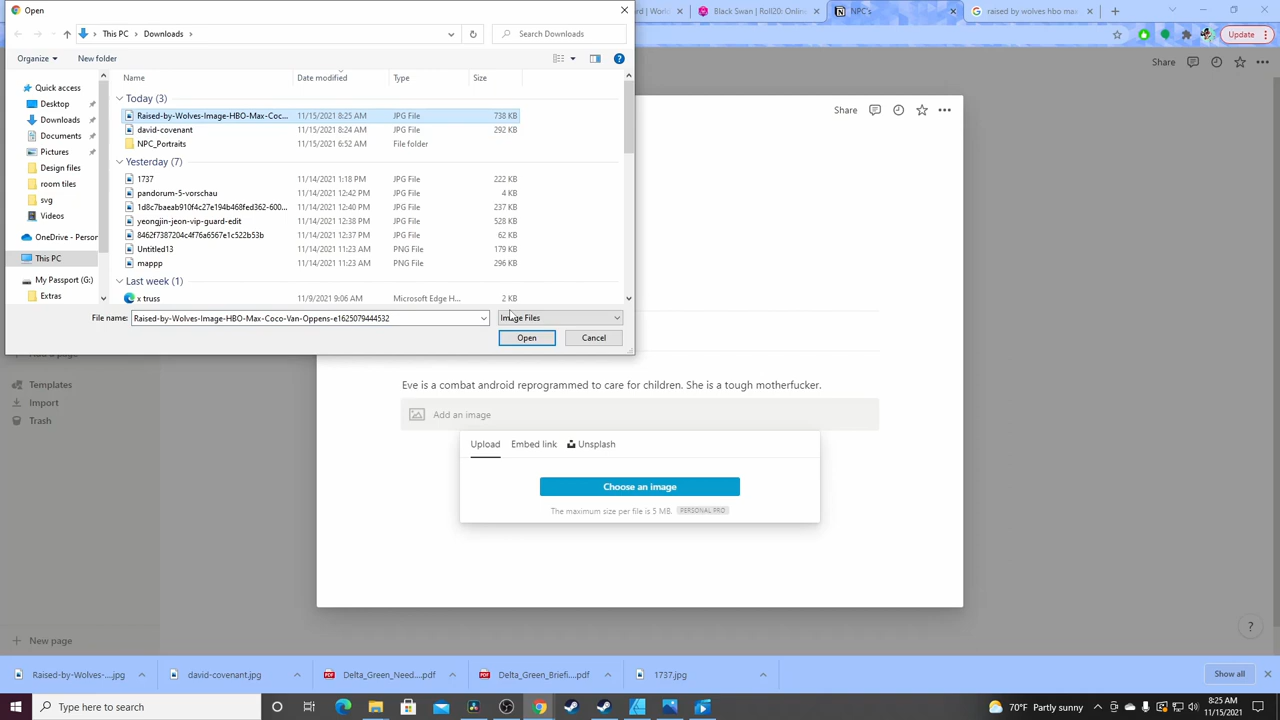 Open
ard | World
Black Swan | Roll20: Online
NPC's
raised by wolves hbo max
This PC
Downloads
Search Downloads
Update
Organize
New folder
Share
Name
Date modified
Type
Size
Quick access
Desktop
Downloads
Documents
Pictures
Design files
room tiles
svg
Videos
OneDrive - Person
This PC
My Passport (G:)
Extras
Today (3)
Raised-by-Wolves-Image-HBO-Max-Coc... 11/15/2021 8:25 AM JPG File 738 KB
david-covenant 11/15/2021 8:24 AM JPG File 292 KB
NPC_Portraits 11/15/2021 6:52 AM File folder
Yesterday (7)
1737 11/14/2021 1:18 PM JPG File 222 KB
pandorum-5-vorschau 11/14/2021 12:42 PM JPG File 4 KB
1d8c7baeab910f4c27e194b468fed362-600... 11/14/2021 12:40 PM JPG File 237 KB
yeongjin-jeon-vip-guard-edit 11/14/2021 12:38 PM JPG File 528 KB
8462f7387204c4f76a6567e1c522b53b 11/14/2021 12:37 PM JPG File 62 KB
Untitled13 11/14/2021 11:23 AM PNG File 179 KB
mappp 11/14/2021 11:23 AM PNG File 296 KB
Last week (1)
x truss 11/9/2021 9:06 AM Microsoft Edge H... 2 KB
File name: Raised-by-Wolves-Image-HBO-Max-Coco-Van-Oppens-e1625079444532
Image Files
Open
Cancel
Share
Templates
Import
Trash
New page
Eve is a combat android reprogrammed to care for children. She is a tough motherfucker.
Add an image
Upload
Embed link
Unsplash
Choose an image
The maximum size per file is 5 MB. PERSONAL PRO
?
Raised-by-Wolves-....jpg
david-covenant.jpg
Delta_Green_Need....pdf
Delta_Green_Briefi....pdf
1737.jpg
Show all
Type here to search
70°F Partly sunny
8:25 AM
11/15/2021